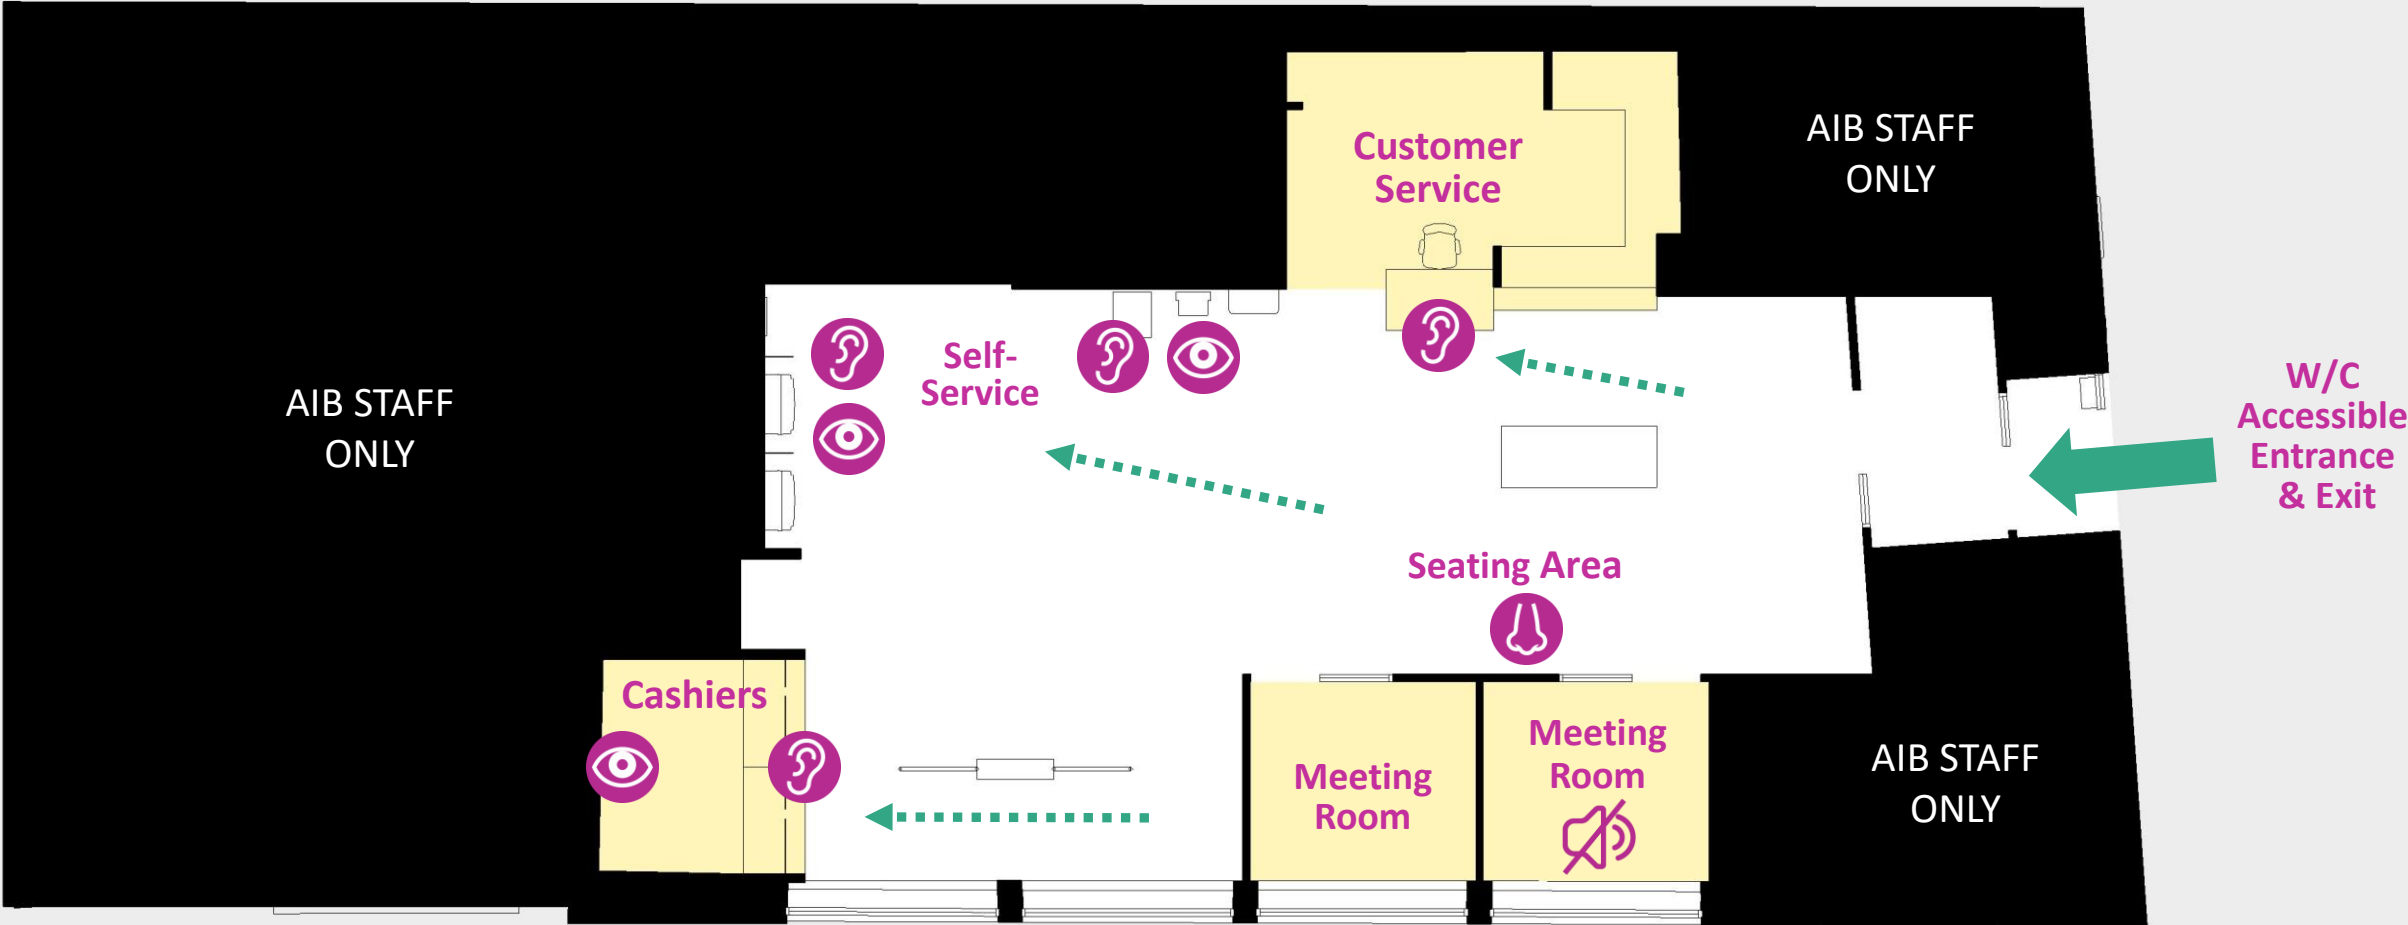 AIB STAFF
ONLY
Customer
Service
AIB STAFF
ONLY
Self-
Service
W/C
Accessible
Entrance
& Exit
Seating Area
Cashiers
Meeting
Room
Meeting
Room
AIB STAFF
ONLY